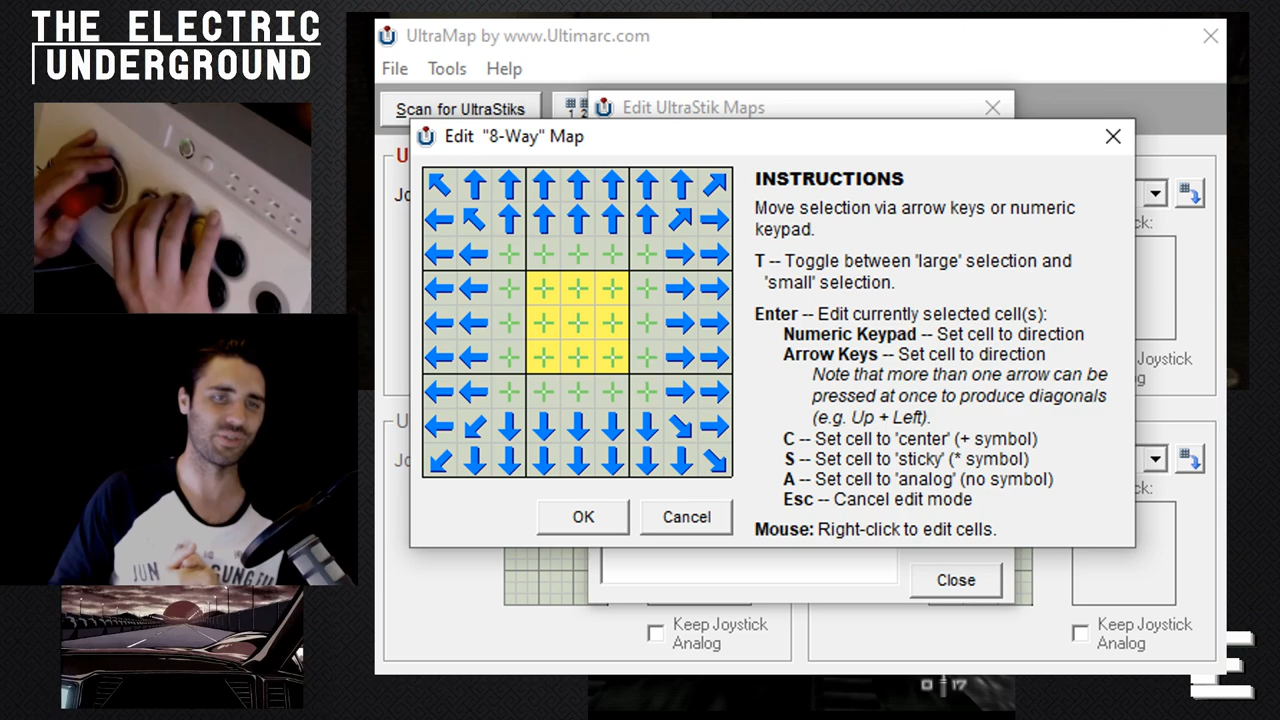 THE ELECTRIC
UNDERGROUND
UltraMap by www.Ultimarc.com
File Tools Help
Scan for UltraStiks
1 2
Edit UltraStik Maps
Edit "8-Way" Map
INSTRUCTIONS
Move selection via arrow keys or numeric
keypad.
T -- Toggle between 'large' selection and
'small' selection.
Enter -- Edit currently selected cell(s):
Numeric Keypad -- Set cell to direction
Arrow Keys -- Set cell to direction
Note that more than one arrow can be
pressed at once to produce diagonals
(e.g. Up + Left).
C -- Set cell to 'center' (+ symbol)
S -- Set cell to 'sticky' (* symbol)
A -- Set cell to 'analog' (no symbol)
Esc -- Cancel edit mode
Mouse: Right-click to edit cells.
OK Cancel
Joystick
Close
Keep Joystick
Analog
Keep Joystick
Analog
17